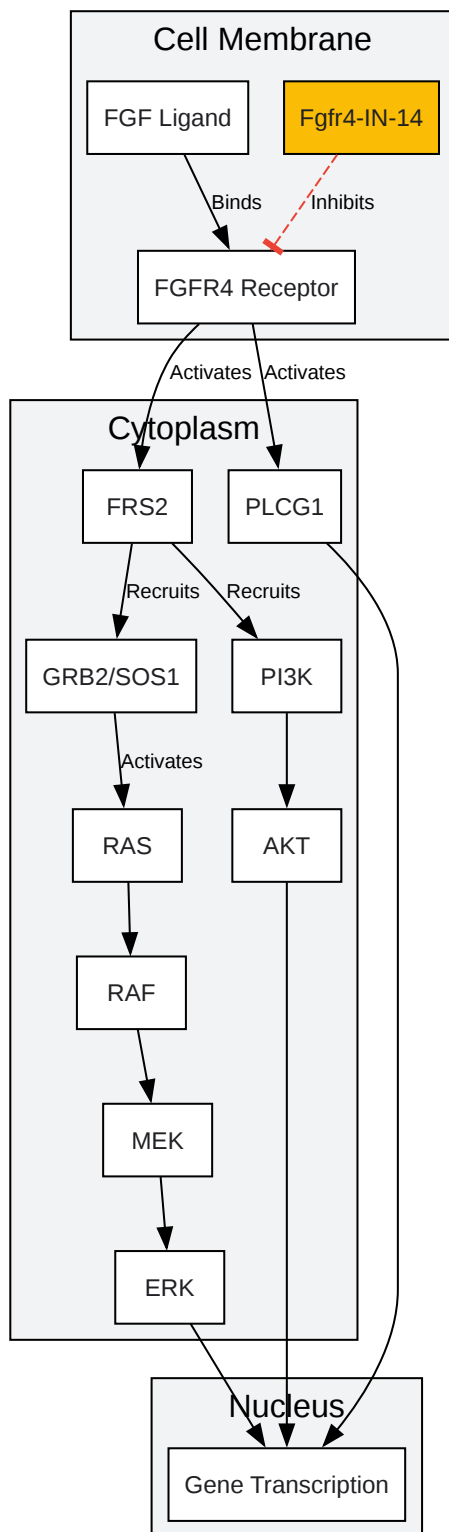 Cell Membrane
FGF Ligand
Fgfr4-IN-14
Binds
Inhibits
FGFR4 Receptor
Activates
Activates
Cytoplasm
FRS2
PLCG1
Recruits
Recruits
GRB2/SOS1
PI3K
Activates
RAS
AKT
RAF
MEK
ERK
Nucleus
Gene Transcription